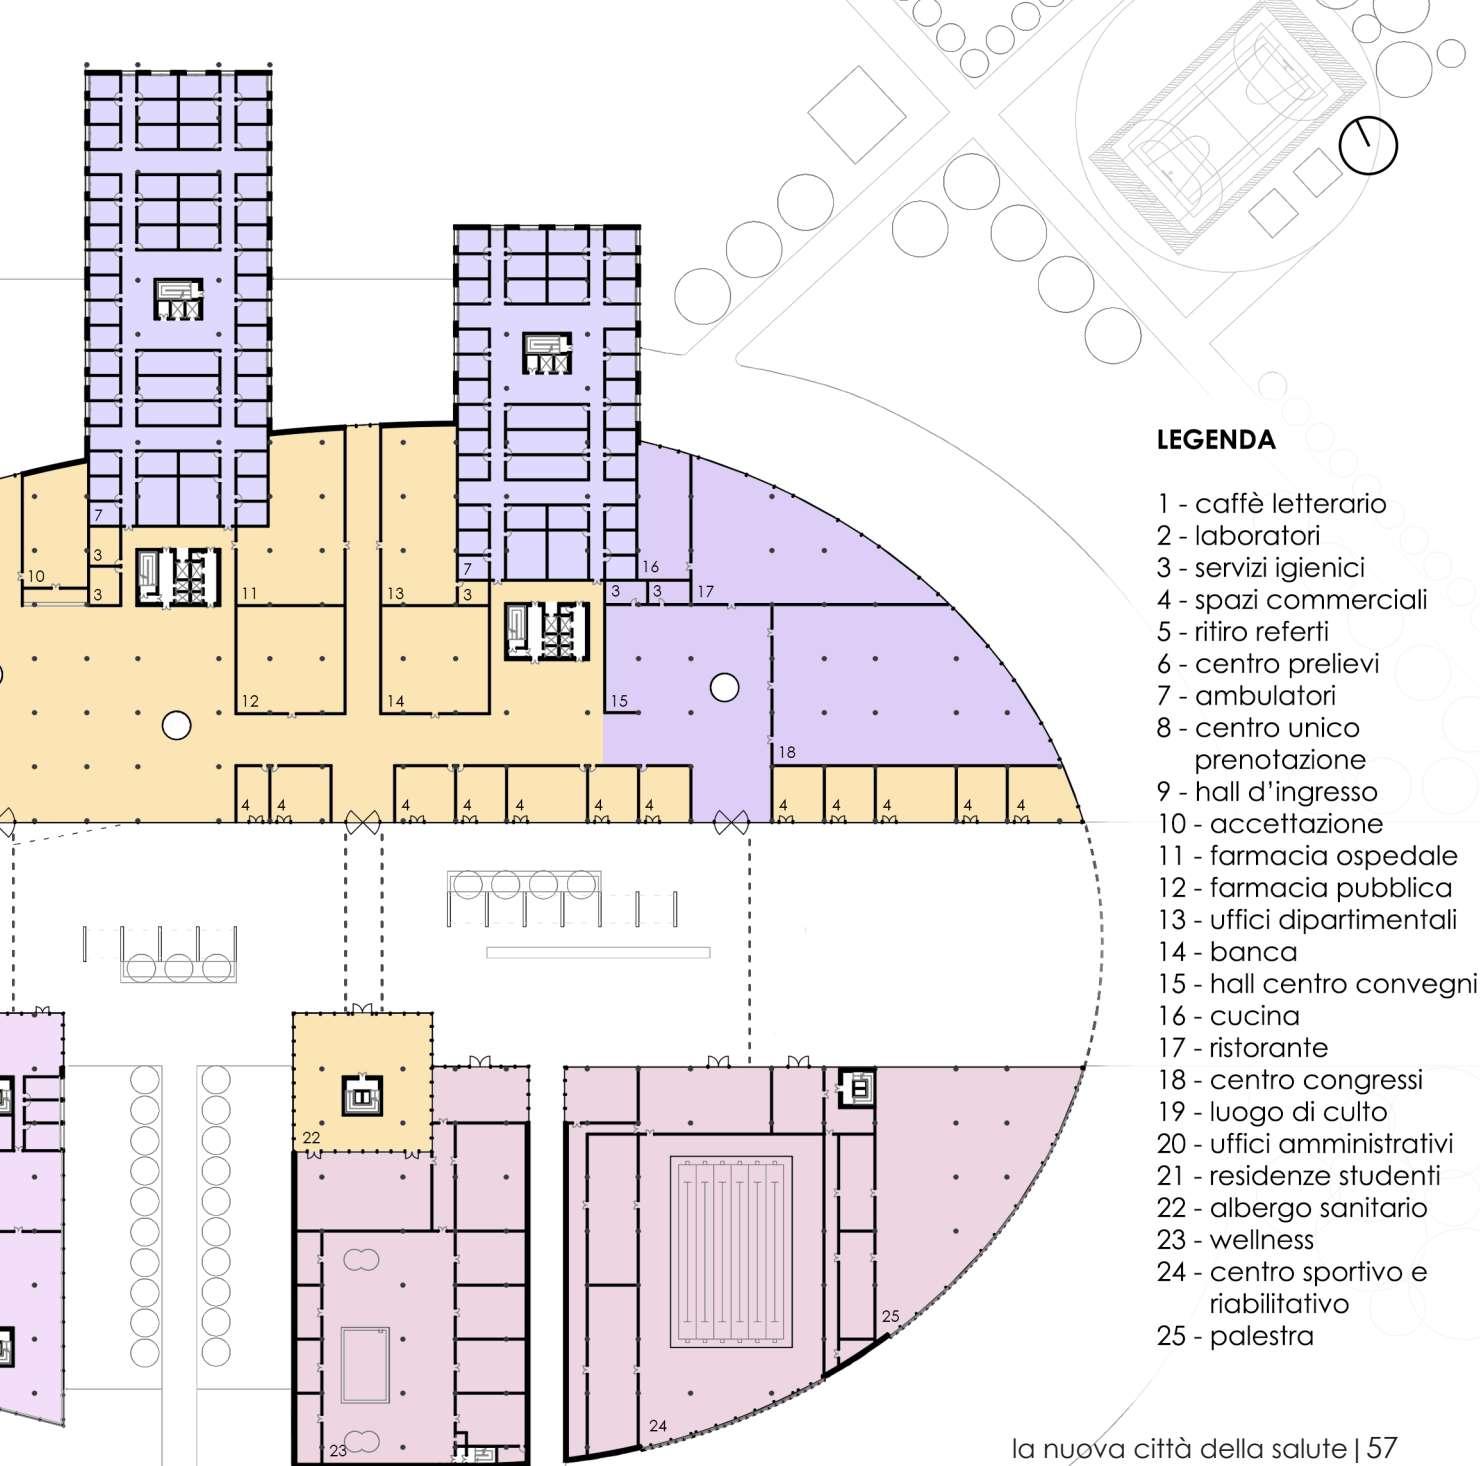 7
3
10
3
11
13
7
3
16
3
3
17
12
14
15
18
4
4
4
4
4
4
4
4
4
4
4
4
22
23
24
25
LEGENDA
1 - caffè letterario
2 - laboratori
3 - servizi igienici
4 - spazi commerciali
5 - ritiro referti
6 - centro prelievi
7 - ambulatori
8 - centro unico
prenotazione
9 - hall d'ingresso
10 - accettazione
11 - farmacia ospedale
12 - farmacia pubblica
13 - uffici dipartimentali
14 - banca
15 - hall centro convegni
16 - cucina
17 - ristorante
18 - centro congressi
19 - luogo di culto
20 - uffici amministrativi
21 - residenze studenti
22 - albergo sanitario
23 - wellness
24 - centro sportivo e
riabilitativo
25 - palestra
la nuova città della salute | 57